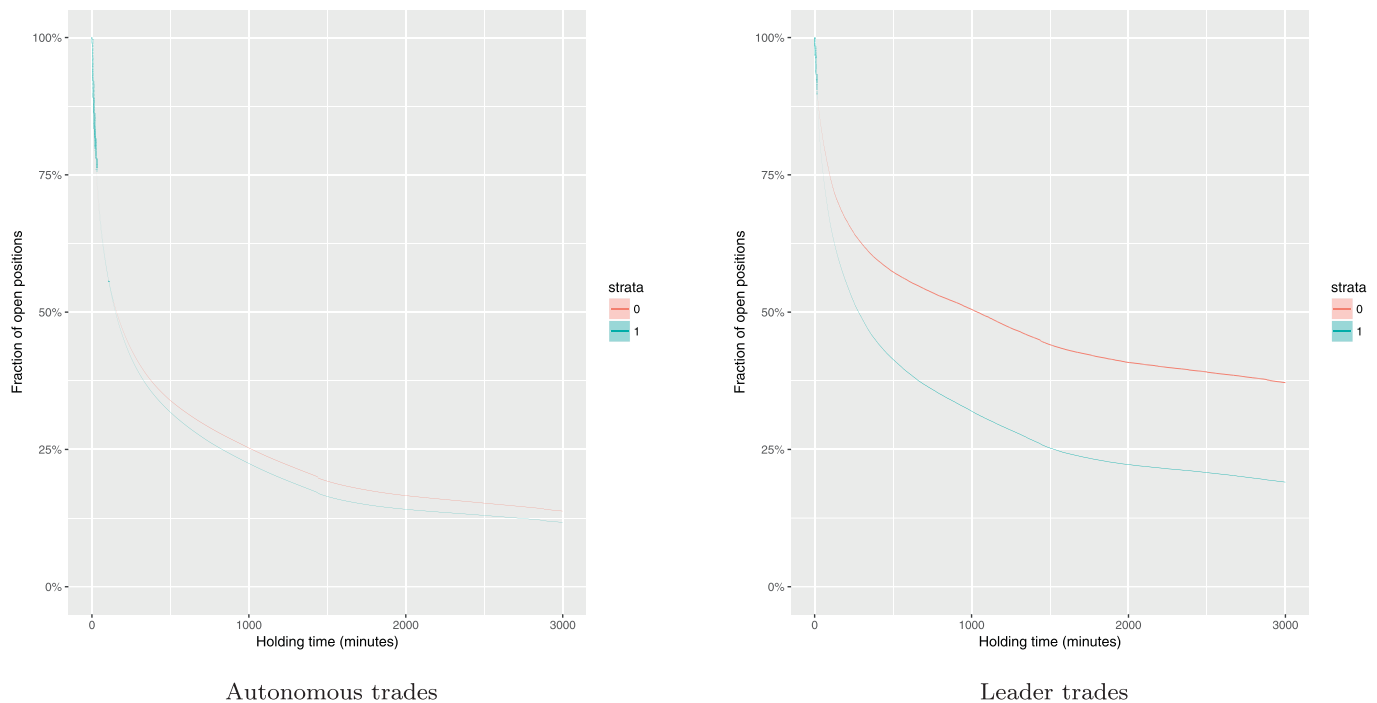 100%
75%
50%
25%
0%
Fraction of open positions
0 1000 2000 3000
Holding time (minutes)
strata
0
1
Autonomous trades
100%
75%
50%
25%
0%
Fraction of open positions
0 1000 2000 3000
Holding time (minutes)
strata
0
1
Leader trades